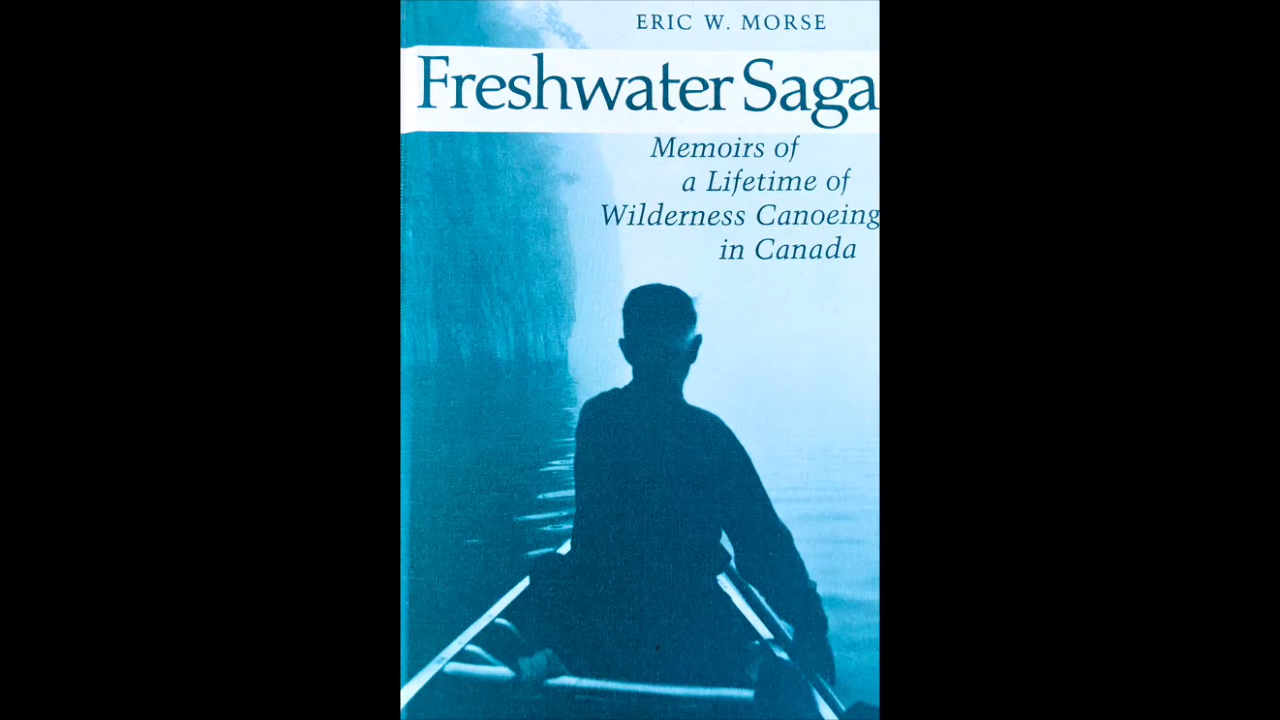 ERIC W. MORSE
Freshwater Saga
Memoirs of
a Lifetime of
Wilderness Canoeing
in Canada